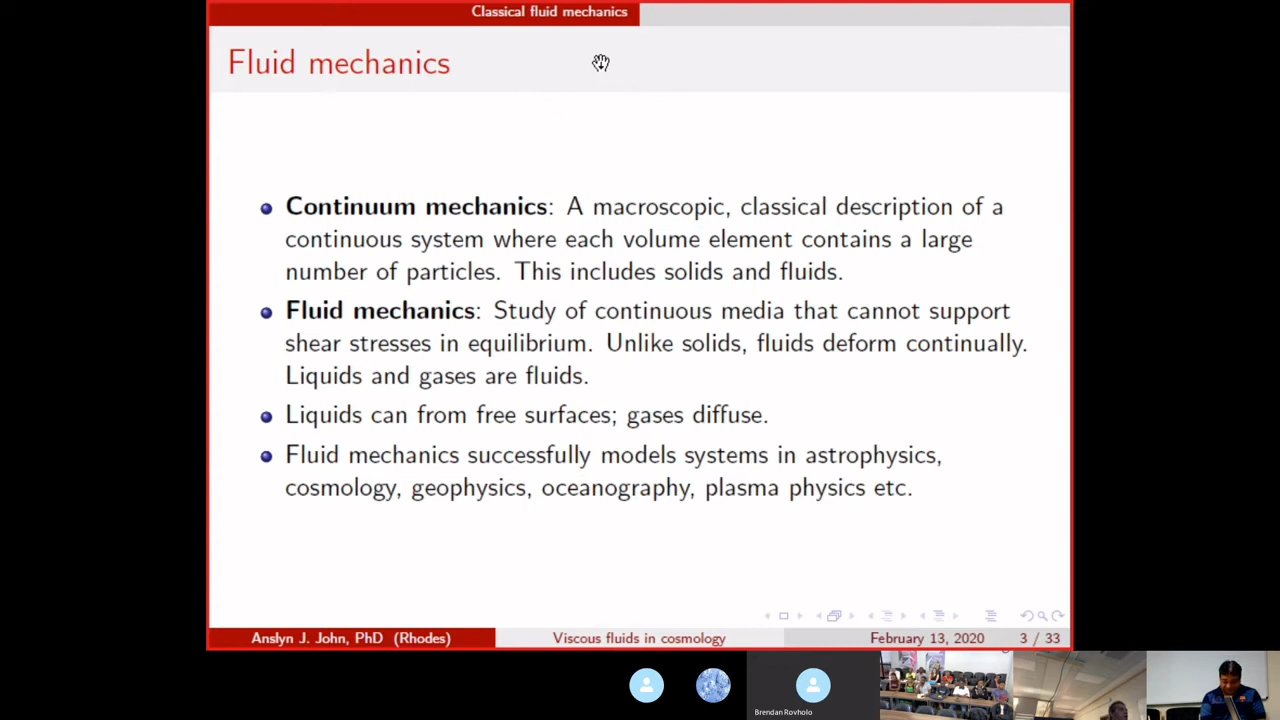 Classical fluid mechanics
Fluid mechanics
Continuum mechanics: A macroscopic, classical description of a
continuous system where each volume element contains a large
number of particles. This includes solids and fluids.
Fluid mechanics: Study of continuous media that cannot support
shear stresses in equilibrium. Unlike solids, fluids deform continually.
Liquids and gases are fluids.
Liquids can from free surfaces; gases diffuse.
Fluid mechanics successfully models systems in astrophysics,
cosmology, geophysics, oceanography, plasma physics etc.
Anslyn J. John, PhD (Rhodes)
Viscous fluids in cosmology
February 13, 2020
3 / 33
Brendan Rovholo